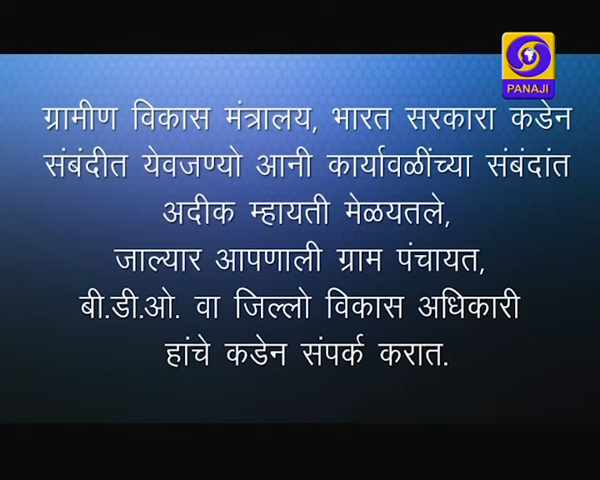 PANAJI
ग्रामीण विकास मंत्रालय, भारत सरकारा कडेन
संबंदीत येवजण्यो आनी कार्यावळींच्या संबंदांत
अदीक म्हायती मेळयतले,
जाल्यार आपणाली ग्राम पंचायत,
बी.डी.ओ. वा जिल्लो विकास अधिकारी
हांचे कडेन संपर्क करात.